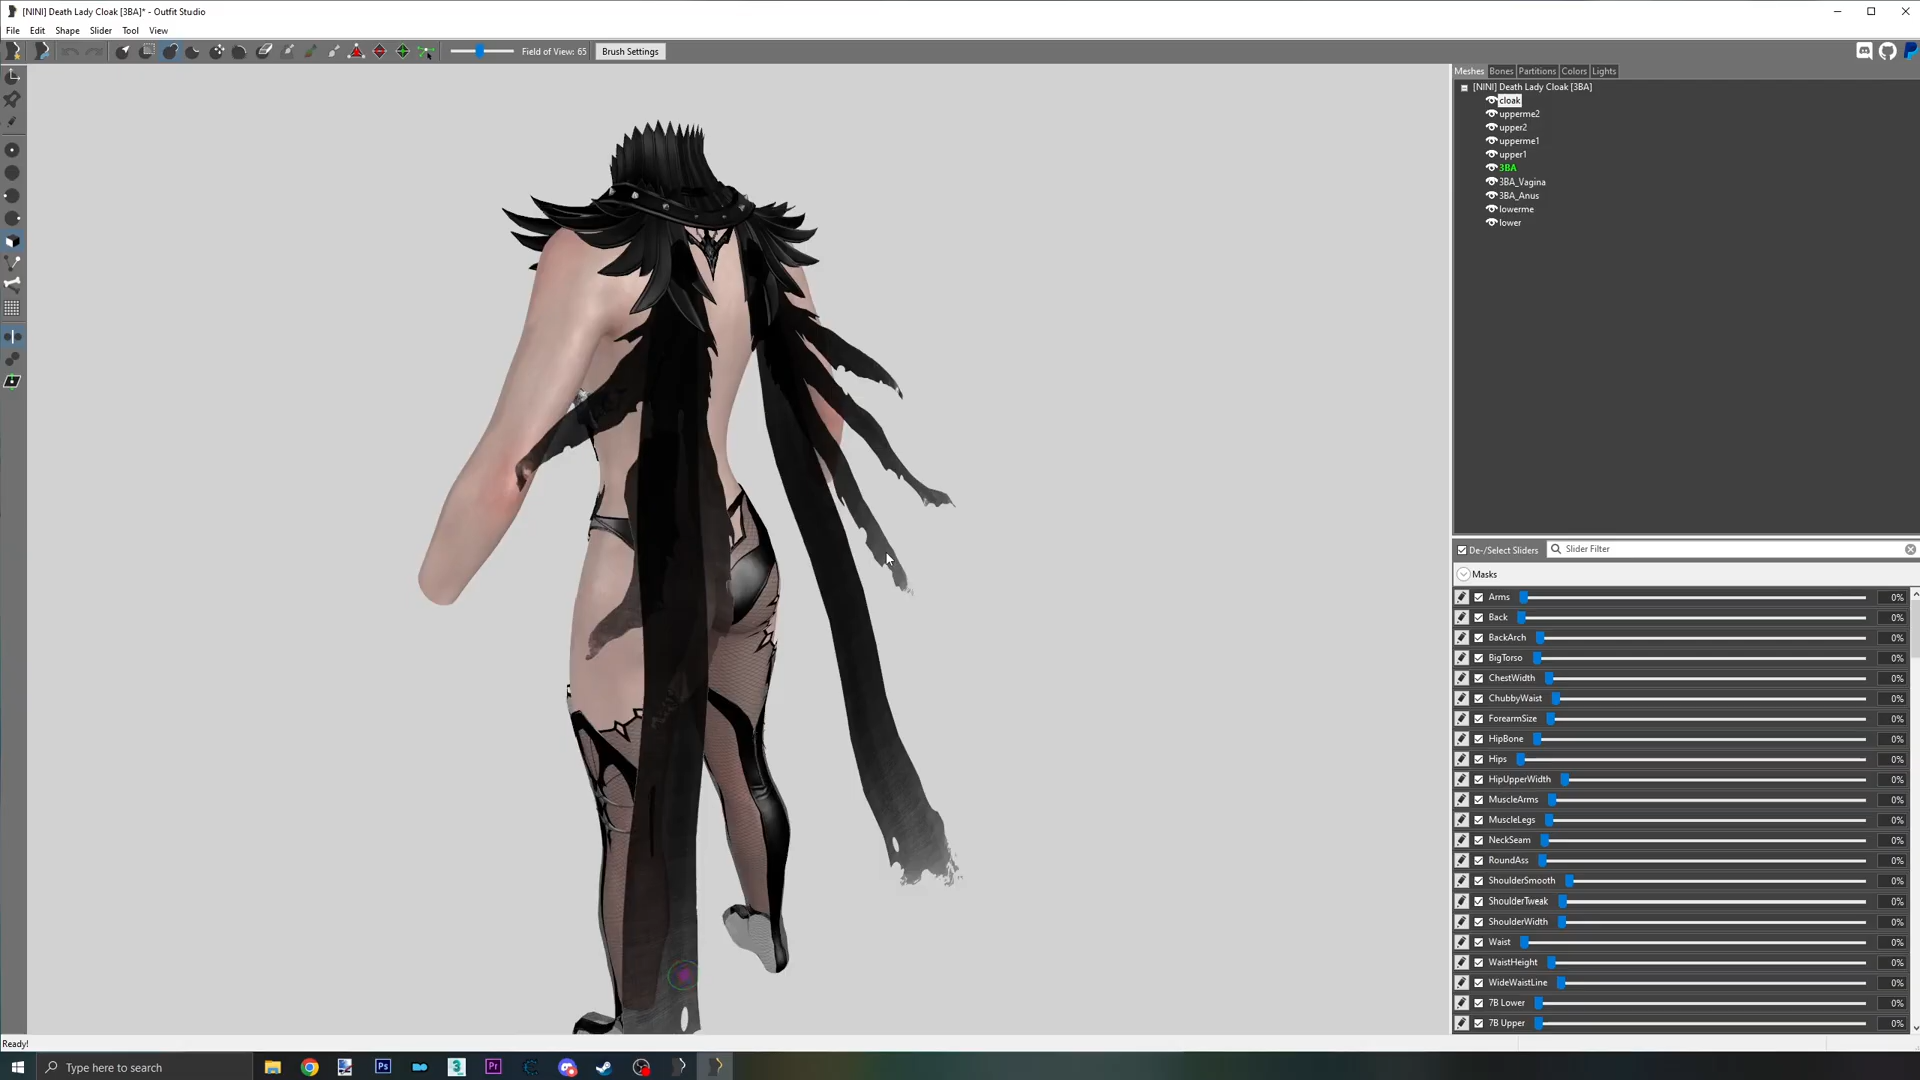 [NINI] Death Lady Cloak [3BA]* - Outfit Studio
File Edit Shape Slider Tool View
Field of View: 65 Brush Settings
Meshes Bones Partitions Colors Lights
[NINI] Death Lady Cloak [3BA]
cloak
upperme2
upper2
upperme1
upper1
3BA
3BA_Vagina
3BA_Anus
lowerme
lower
De-/Select Sliders Slider Filter
Masks
Arms 0%
Back 0%
BackArch 0%
BigTorso 0%
ChestWidth 0%
ChubbyWaist 0%
ForearmSize 0%
HipBone 0%
Hips 0%
HipUpperWidth 0%
MuscleArms 0%
MuscleLegs 0%
NeckSeam 0%
RoundAss 0%
ShoulderSmooth 0%
ShoulderTweak 0%
ShoulderWidth 0%
Waist 0%
WaistHeight 0%
WideWaistLine 0%
7B Lower 0%
7B Upper 0%
Ready!
Type here to search
Ps
3
Pr